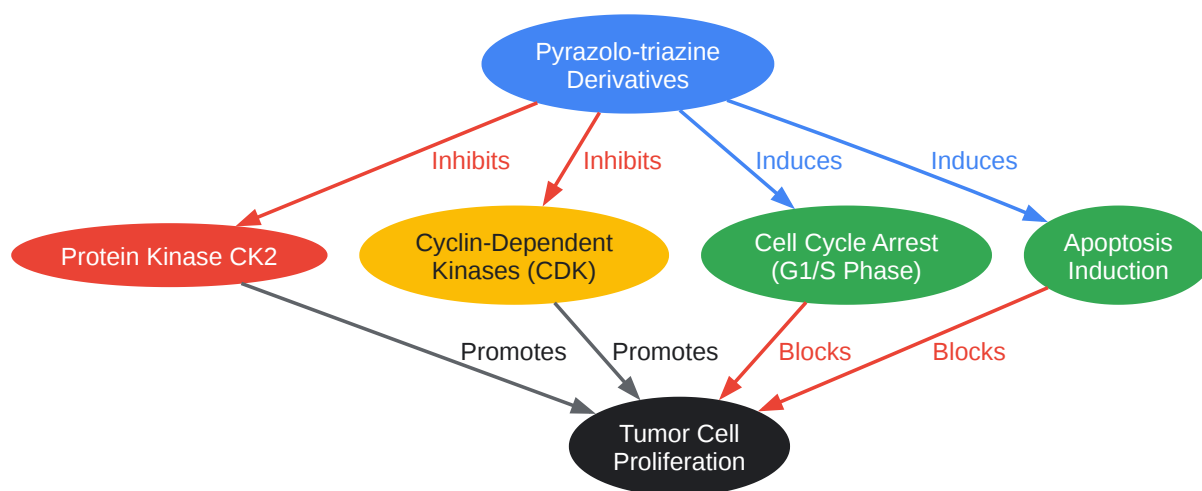 Pyrazolo-triazine
Derivatives
Inhibits
Inhibits
Induces
Induces
Protein Kinase CK2
Cyclin-Dependent
Kinases (CDK)
Cell Cycle Arrest
(G1/S Phase)
Apoptosis
Induction
Promotes
Promotes
Blocks
Blocks
Tumor Cell
Proliferation